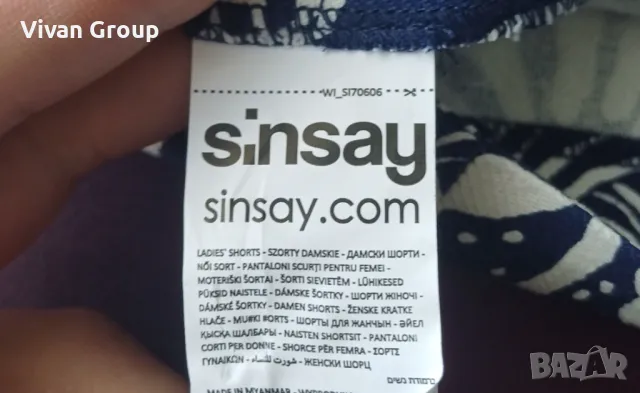 Vivan Group
WI_SI70606
sinsay
sinsay.com
LADIES' SHORTS - SZORTY DAMSKIE - ДАМСКИ ШОРТИ -
NŐI SORT - PANTALONI SCURȚI PENTRU FEMEI -
MOTERIŠKI ŠORTAI - ŠORTI SIEVIETĒM - LÜHIKESED
PÜKSID NAISTELE - DÁMSKE ŠORTKY - ШОРТИ ЖІНОЧІ -
DÁMSKÉ ŠORTKY - DAMEN SHORTS - ŽENSKE KRATKE
HLAČE - ШОРТЫ ДЛЯ ЖАНЧЫН - ӘЙЕЛ
ҚЫСҚА ШАЛБАРЫ - NAISTEN SHORTSIT - PANTALONI
CORTI PER DONNE - SHORCE PËR FEMRA - ΣΟΡΤΣ
ΓΥΝΑΙΚΩΝ - شورت للنساء - ЖЕНСКИ ШОРЦ
MADE IN MYANMAR
BAZAR